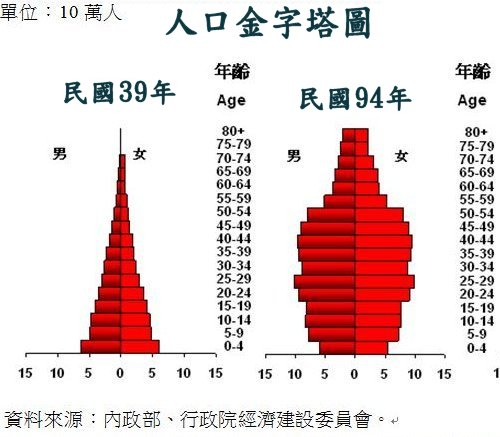 單位：10 萬人
人口金字塔圖
民國39年
年齡
Age
男
女
80+
75-79
70-74
65-69
60-64
55-59
50-54
45-49
40-44
35-39
30-34
25-29
20-24
15-19
10-14
5-9
0-4
15 10 5 0 5 10 15
民國94年
年齡
Age
男
女
80+
75-79
70-74
65-69
60-64
55-59
50-54
45-49
40-44
35-39
30-34
25-29
20-24
15-19
10-14
5-9
0-4
15 10 5 0 5 10 15
1
資料來源：內政部、行政院經濟建設委員會。